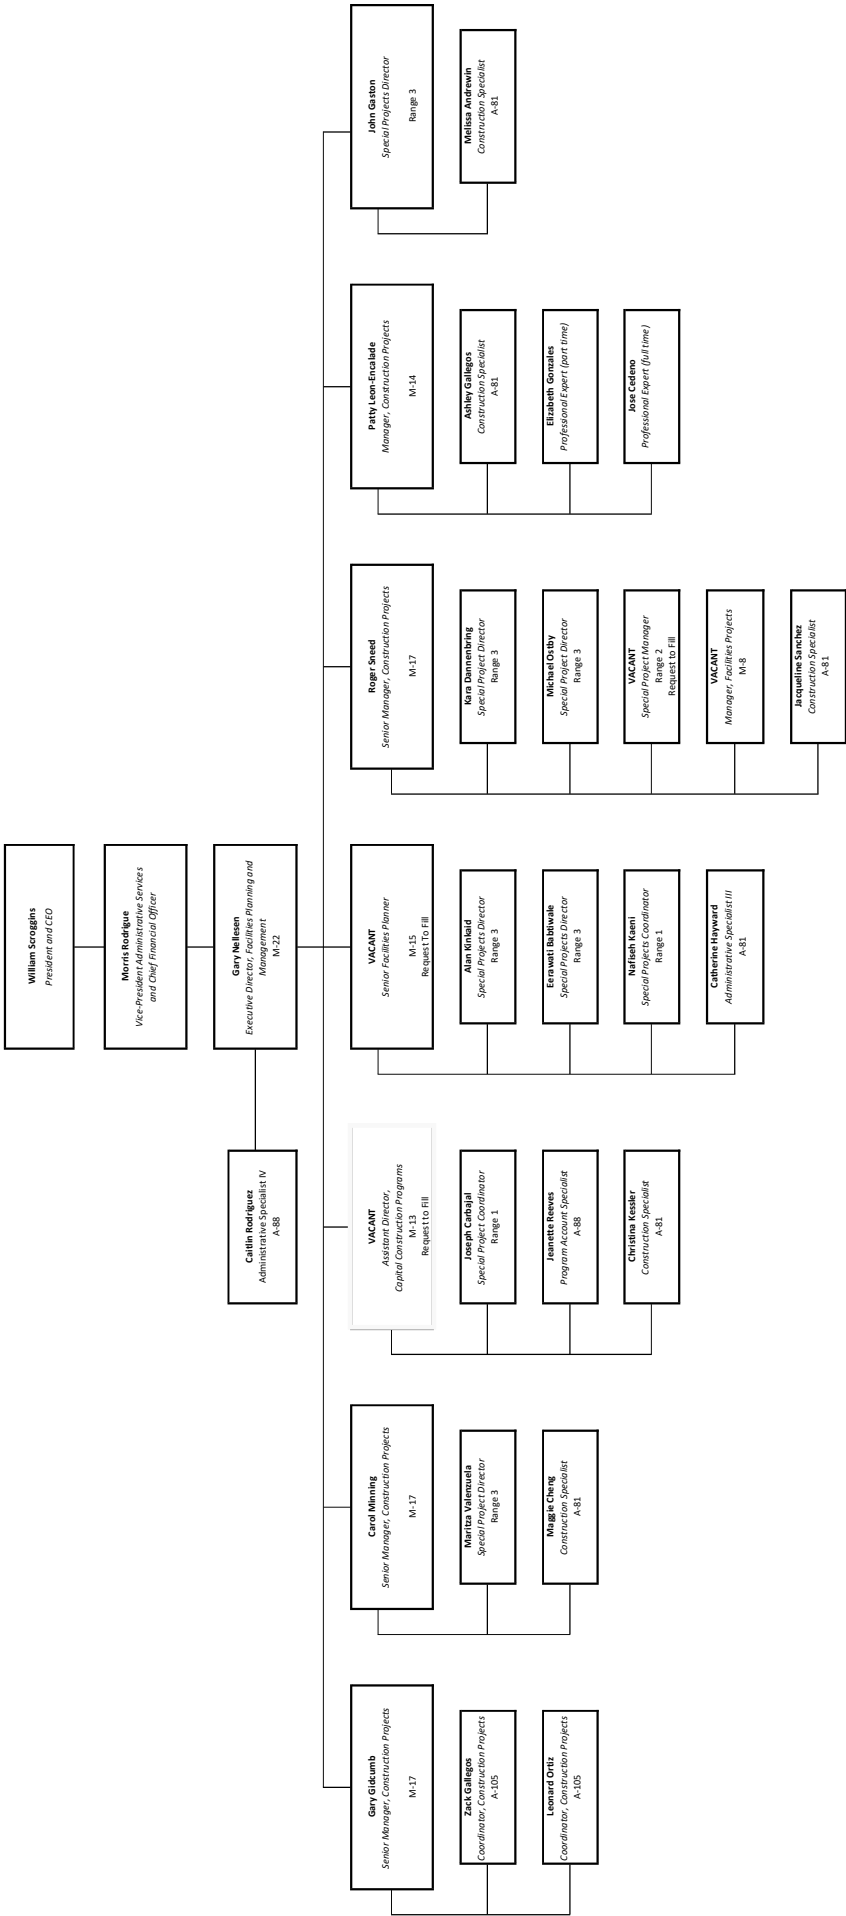 William Scroggins
President and CEO
Morris Rodrigue
Vice-President Administrative Services
and Chief Financial Officer
Gary Nellesen
Executive Director, Facilities Planning and
Management
M-22
Caitlin Rodriguez
Administrative Specialist IV
A-88
Gary Gidcumb
Senior Manager, Construction Projects
M-17
Zack Gallegos
Coordinator, Construction Projects
A-105
Leonard Ortiz
Coordinator, Construction Projects
A-105
Carol Minning
Senior Manager, Construction Projects
M-17
Maritza Valenzuela
Special Project Director
Range 3
Maggie Cheng
Construction Specialist
A-81
VACANT
Assistant Director,
Capital Construction Programs
M-13
Request to Fill
Joseph Carbajal
Special Project Coordinator
Range 1
Jeanette Reeves
Program Account Specialist
A-88
Christina Kessler
Construction Specialist
A-81
VACANT
Senior Facilities Planner
M-15
Request To Fill
Alan Kinkaid
Special Projects Director
Range 3
Eerawati Babtiwale
Special Projects Director
Range 3
Nafiseh Kaeni
Special Projects Coordinator
Range 1
Catherine Hayward
Administrative Specialist III
A-81
Roger Sneed
Senior Manager, Construction Projects
M-17
Kara Dannenbring
Special Project Director
Range 3
Michael Ostby
Special Project Director
Range 3
VACANT
Special Project Manager
Range 2
Request to Fill
VACANT
Manager, Facilities Projects
M-8
Jacqueline Sanchez
Construction Specialist
A-81
Patty Leon-Encalade
Manager, Construction Projects
M-14
Ashley Gallegos
Construction Specialist
A-81
Elizabeth Gonzales
Professional Expert (part time)
Jose Cedeno
Professional Expert (full time)
John Gaston
Special Projects Director
Range 3
Melissa Andrewin
Construction Specialist
A-81